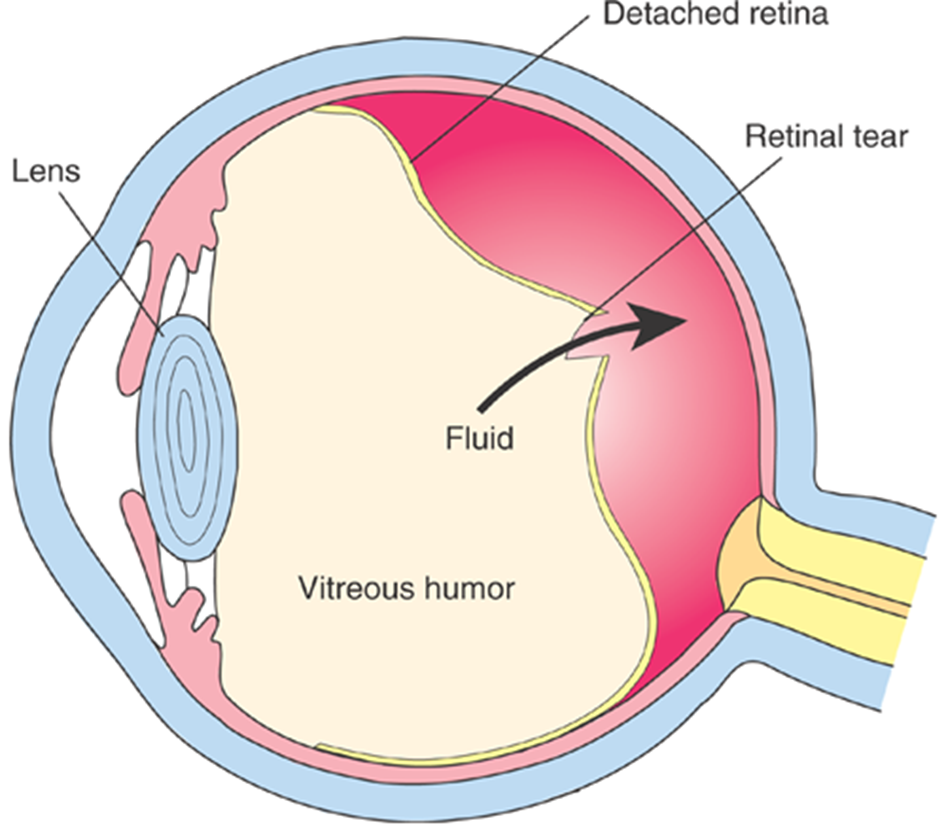 Detached retina
Retinal tear
Lens
Fluid
Vitreous humor